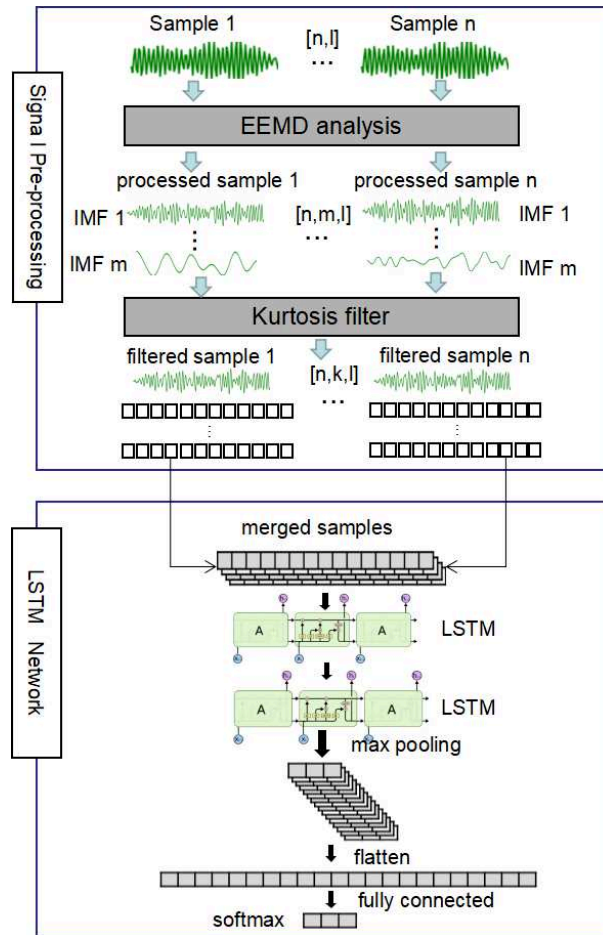 Sample 1
Sample n
[n,l]
...
Signa l Pre-processing
EEMD analysis
processed sample 1
processed sample n
IMF 1
[n,m,l]
...
IMF 1
IMF m
IMF m
Kurtosis filter
filtered sample 1
filtered sample n
[n,k,l]
...
LSTM Network
merged samples
A
A
LSTM
A
A
LSTM
max pooling
flatten
fully connected
softmax